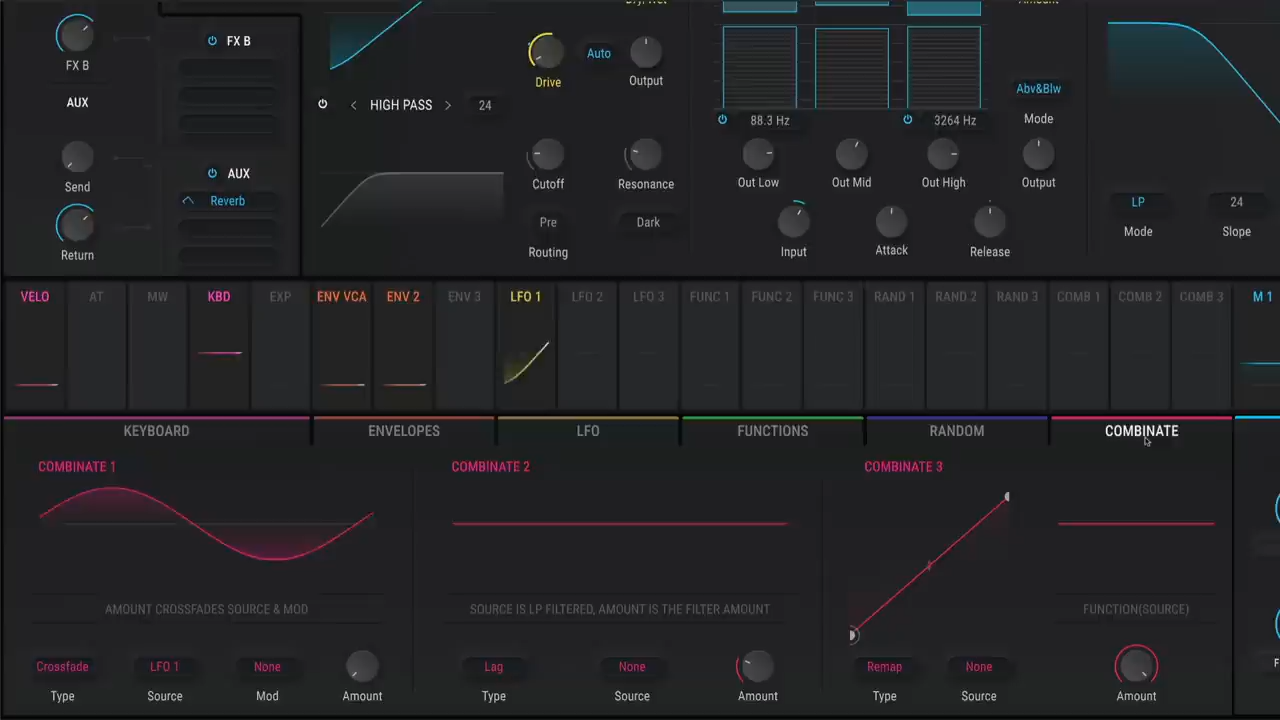 Dry/Wet
Amount
FX B
FX B
AUX
Drive
Auto
Output
HIGH PASS
24
88.3 Hz
3264 Hz
Abv&Blw
Mode
Send
AUX
Reverb
Return
Cutoff
Resonance
Pre
Dark
Routing
Out Low
Out Mid
Out High
Output
Input
Attack
Release
LP
24
Mode
Slope
VELO AT MW KBD EXP ENV VCA ENV 2 ENV 3 LFO 1 LFO 2 LFO 3 FUNC 1 FUNC 2 FUNC 3 RAND 1 RAND 2 RAND 3 COMB 1 COMB 2 COMB 3 M 1
KEYBOARD ENVELOPES LFO FUNCTIONS RANDOM COMBINATE
COMBINATE 1
AMOUNT CROSSFADES SOURCE & MOD
Crossfade LFO 1 None
Type Source Mod Amount
COMBINATE 2
SOURCE IS LP FILTERED, AMOUNT IS THE FILTER AMOUNT
Lag None
Type Source Amount
COMBINATE 3
FUNCTION(SOURCE)
Remap None
Type Source Amount